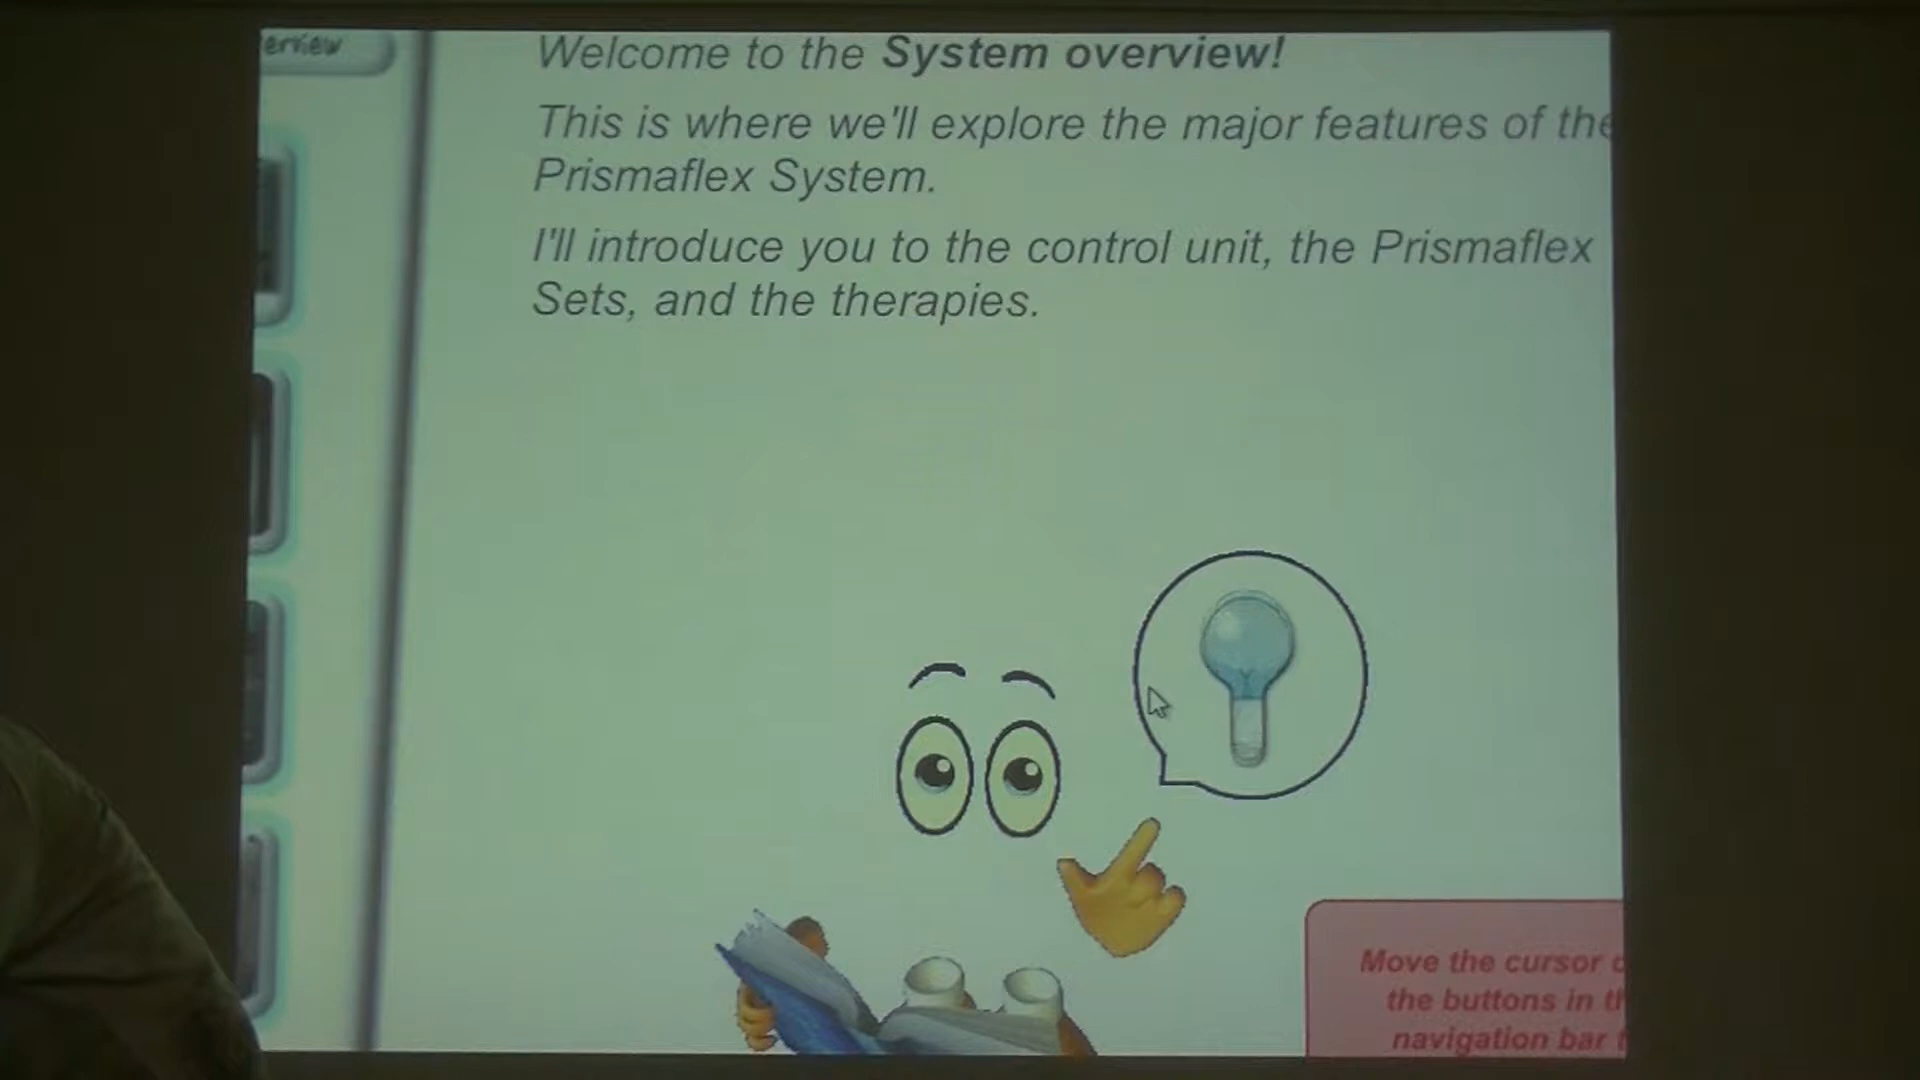 erview
Welcome to the System overview!
This is where we'll explore the major features of the
Prismaflex System.
I'll introduce you to the control unit, the Prismaflex
Sets, and the therapies.
Move the cursor
the buttons in
navigation bar